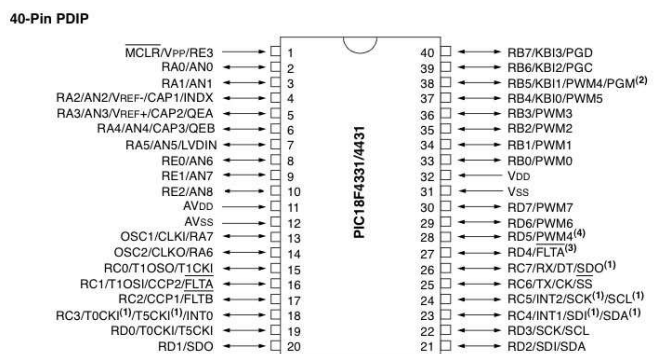 40-Pin PDIP
MCLR/VPP/RE3 1 40 RB7/KBI3/PGD
RA0/AN0 2 39 RB6/KBI2/PGC
RA1/AN1 3 38 RB5/KBI1/PWM4/PGM(2)
RA2/AN2/VREF-/CAP1/INDX 4 37 RB4/KBI0/PWM5
RA3/AN3/VREF+/CAP2/QEA 5 36 RB3/PWM3
RA4/AN4/CAP3/QEB 6 35 RB2/PWM2
RA5/AN5/LVDIN 7 34 RB1/PWM1
RE0/AN6 8 33 RB0/PWM0
RE1/AN7 9 32 VDD
RE2/AN8 10 31 VSS
AVDD 11 30 RD7/PWM7
AVSS 12 29 RD6/PWM6
OSC1/CLKI/RA7 13 28 RD5/PWM4(4)
OSC2/CLKO/RA6 14 27 RD4/FLTA(3)
RC0/T1OSO/T1CKI 15 26 RC7/RX/DT/SDO(1)
RC1/T1OSI/CCP2/FLTA 16 25 RC6/TX/CK/SS
RC2/CCP1/FLTB 17 24 RC5/INT2/SCK(1)/SCL(1)
RC3/T0CKI(1)/T5CKI(1)/INT0 18 23 RC4/INT1/SDI(1)/SDA(1)
RD0/T0CKI/T5CKI 19 22 RD3/SCK/SCL
RD1/SDO 20 21 RD2/SDI/SDA
PIC18F4331/4431